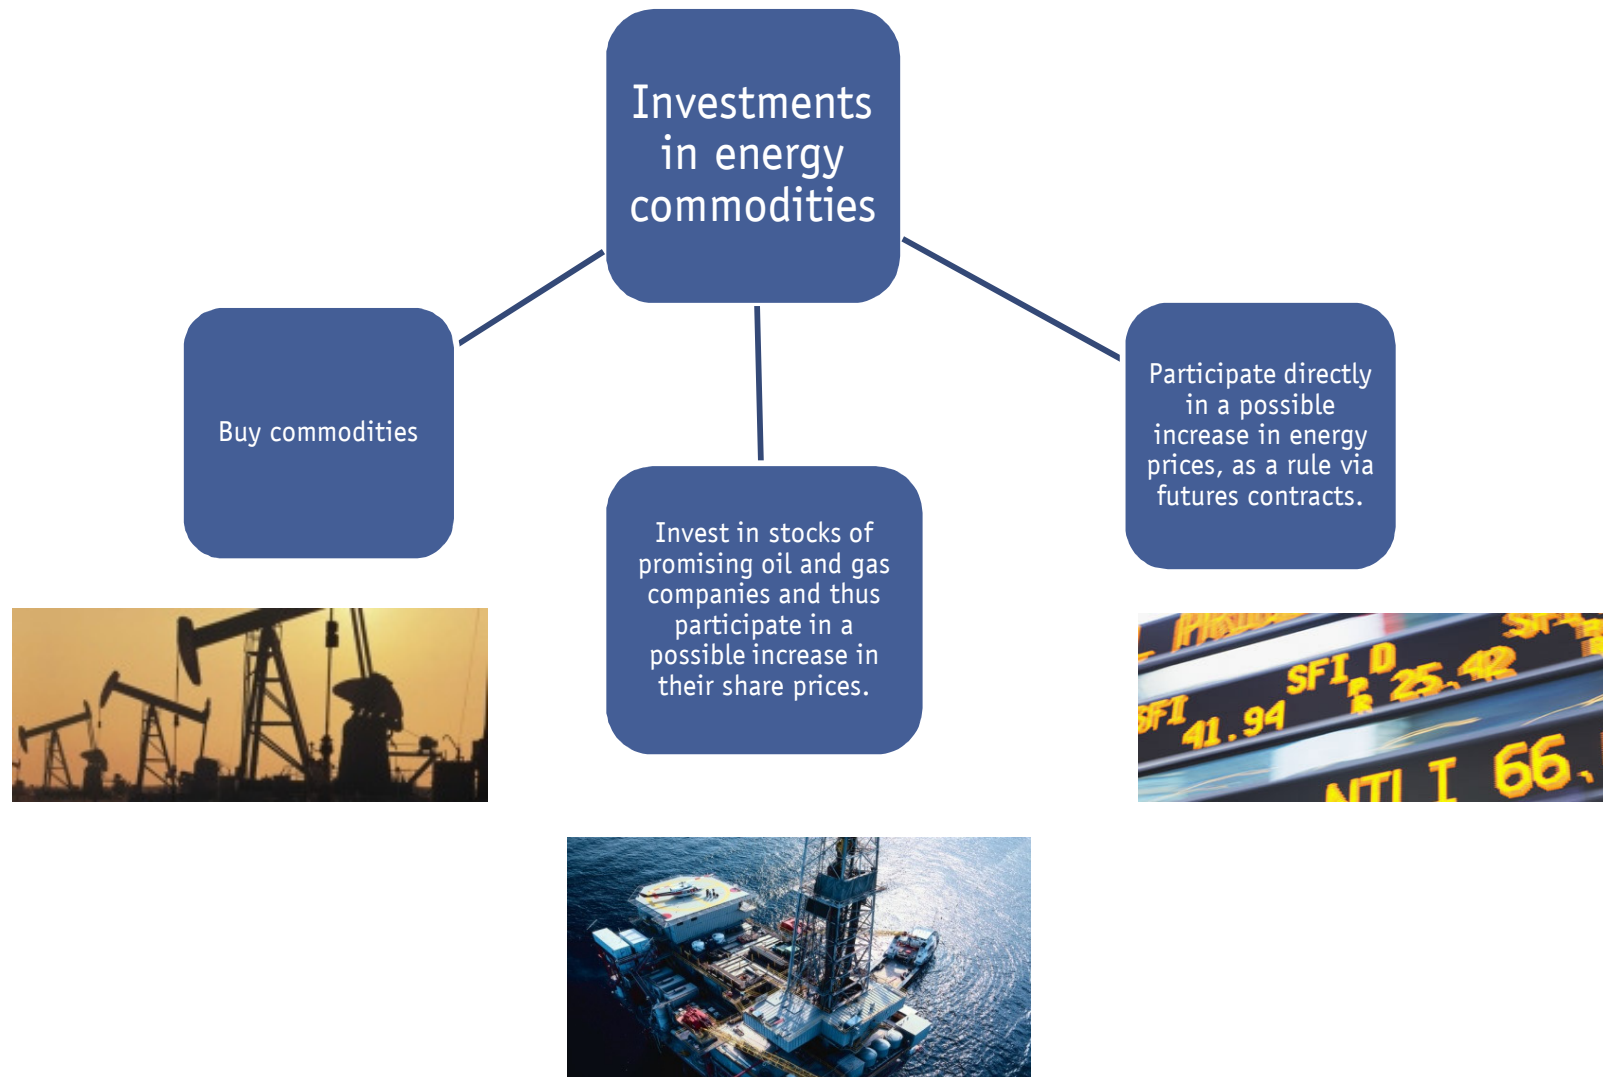 Investments
in energy
commodities
Buy commodities
Participate directly
in a possible
increase in energy
prices, as a rule via
futures contracts.
Invest in stocks of
promising oil and gas
companies and thus
participate in a
possible increase in
their share prices.
SFI D
25.42
SFI
41.94
NTLI 66.